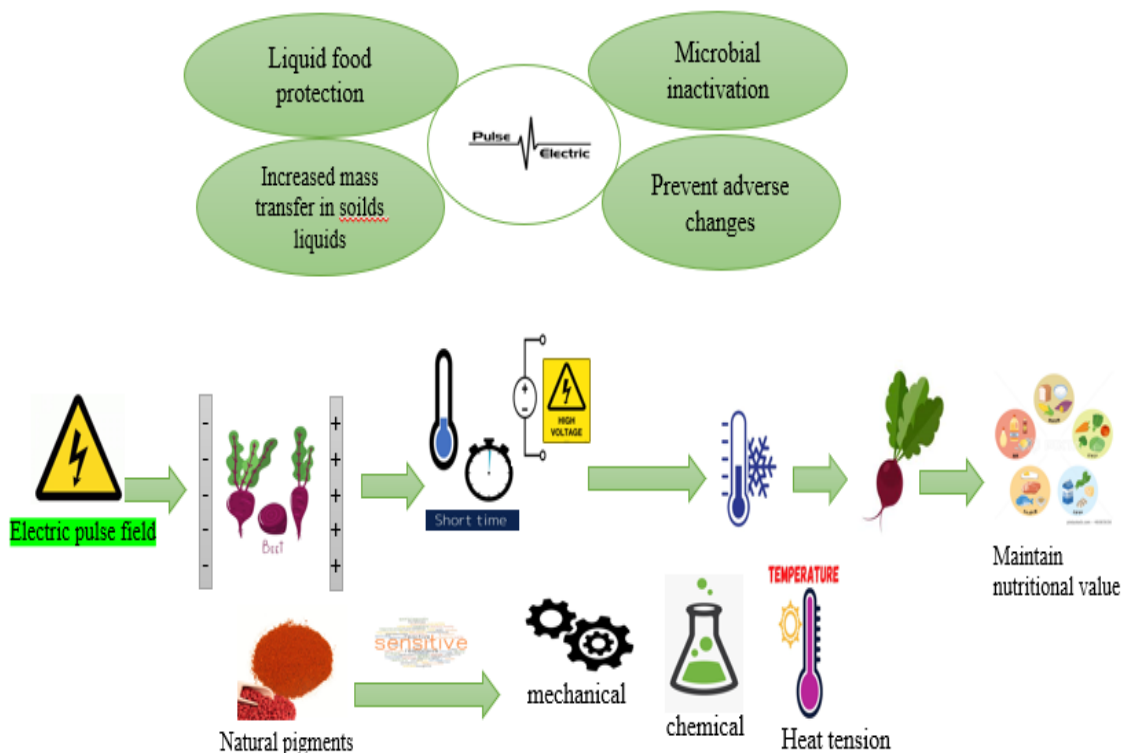 Liquid food
protection
Microbial
inactivation
Pulse
Electric
Increased mass
transfer in soilds
liquids
Prevent adverse
changes
Electric pulse field
-
-
-
-
-
+
+
+
+
+
BEET
+
-
HIGH
VOLTAGE
Short time
Maintain
nutritional value
Natural pigments
sensitive
mechanical
chemical
TEMPERATURE
Heat tension